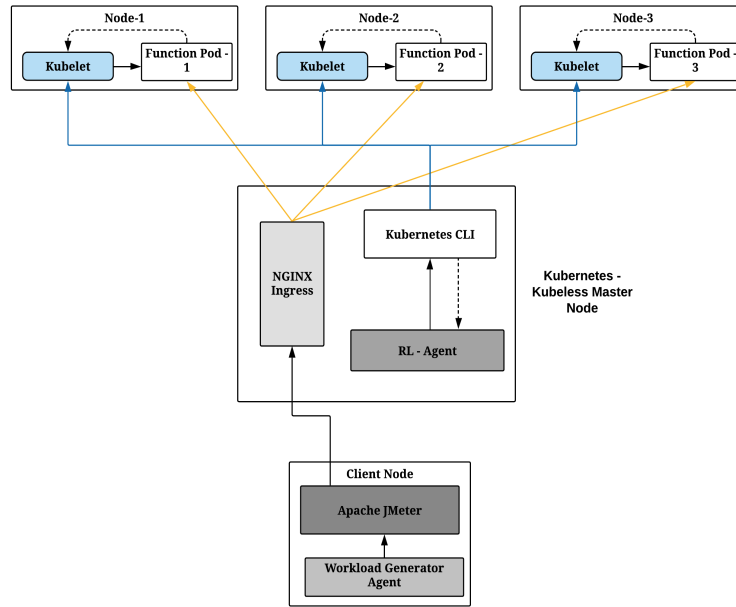 Node-1
Kubelet
Function Pod -
1
Node-2
Kubelet
Function Pod -
2
Node-3
Kubelet
Function Pod -
3
NGINX
Ingress
Kubernetes CLI
RL - Agent
Kubernetes -
Kubeless Master
Node
Client Node
Apache JMeter
Workload Generator
Agent